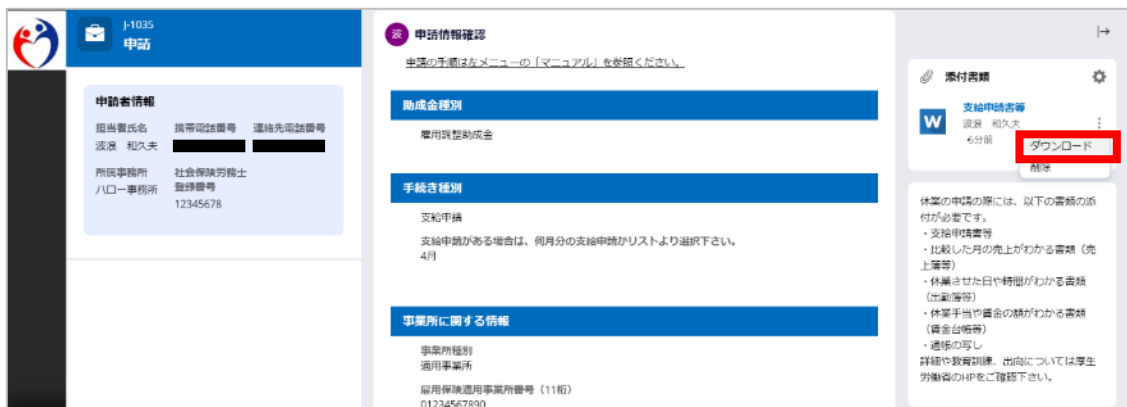 J-1035
申請
申請者情報
担当者氏名 携帯電話番号 連絡先電話番号
波浪 和久夫
所属事務所 社会保険労務士
ハロー事務所 登録番号
12345678
波 申請情報確認
申請の手順は左メニューの「マニュアル」を参照ください。
助成金種別
雇用調整助成金
手続き種別
支給申請
支給申請がある場合は、何月分の支給申請かリストより選択下さい。
4月
事業所に関する情報
事業所種別
適用事業所
雇用保険適用事業所番号(11桁)
01234567890
添付書類
W 支給申請書等
波浪 和久夫
6分前
ダウンロード
削除
休業の申請の際には、以下の書類の添
付が必要です。
・支給申請書等
・比較した月の売上がわかる書類(売
上簿等)
・休業させた日や時間がわかる書類
(出勤簿等)
・休業手当や賃金の額がわかる書類
(賃金台帳等)
・通帳の写し
詳細や教育訓練、出向については厚生
労働省のHPをご確認下さい。